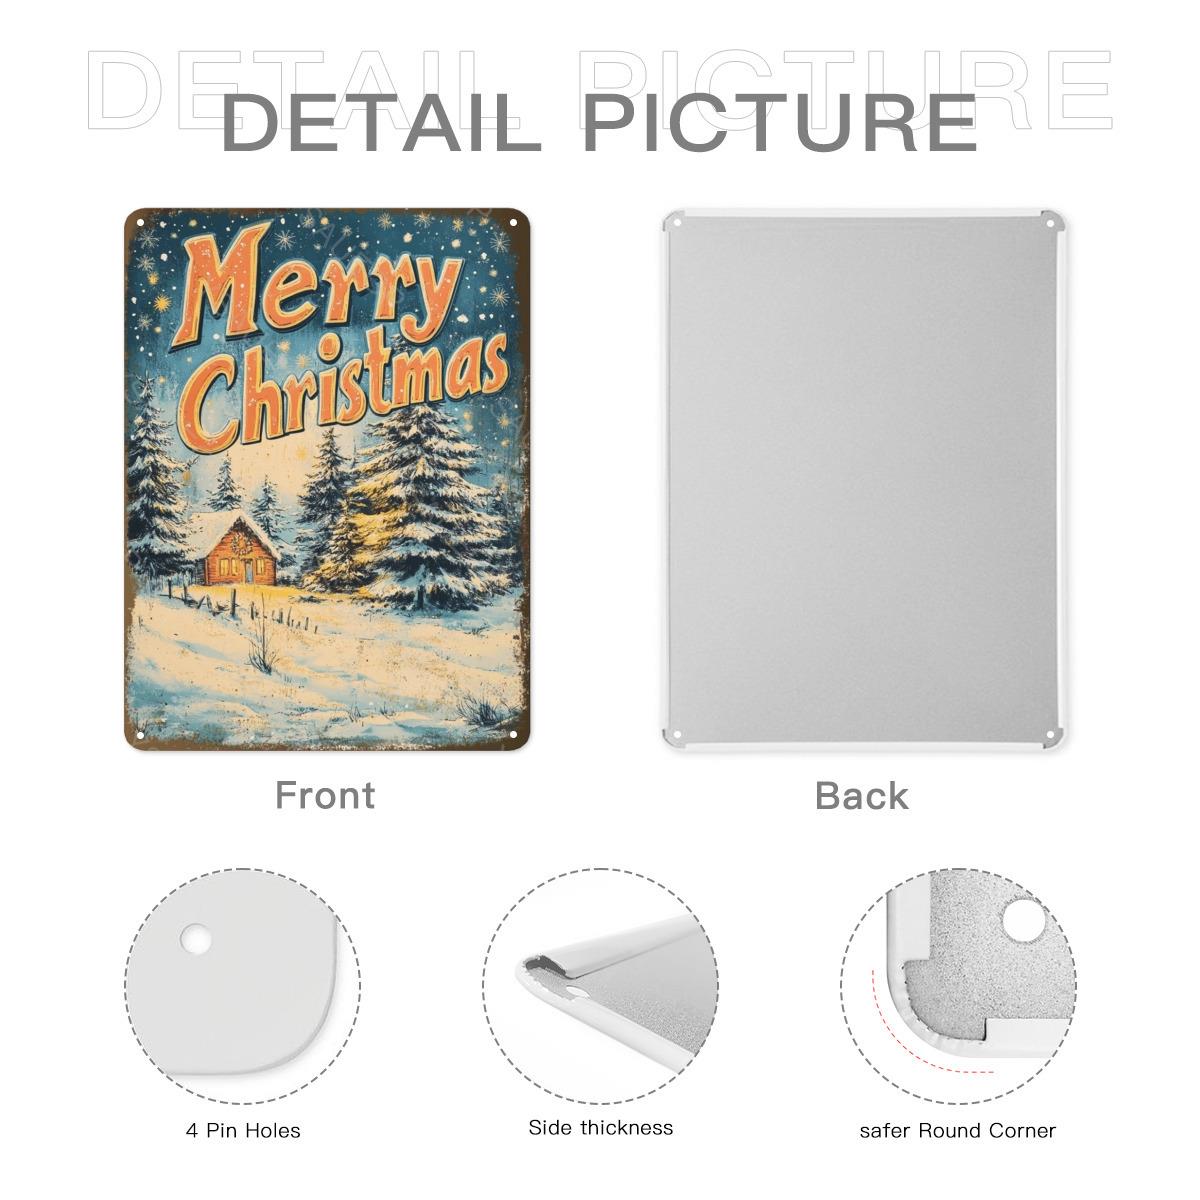 DETAIL PICTURE
DETAIL PICTURE
Merry
Christmas
Front
Back
4 Pin Holes
Side thickness
safer Round Corner